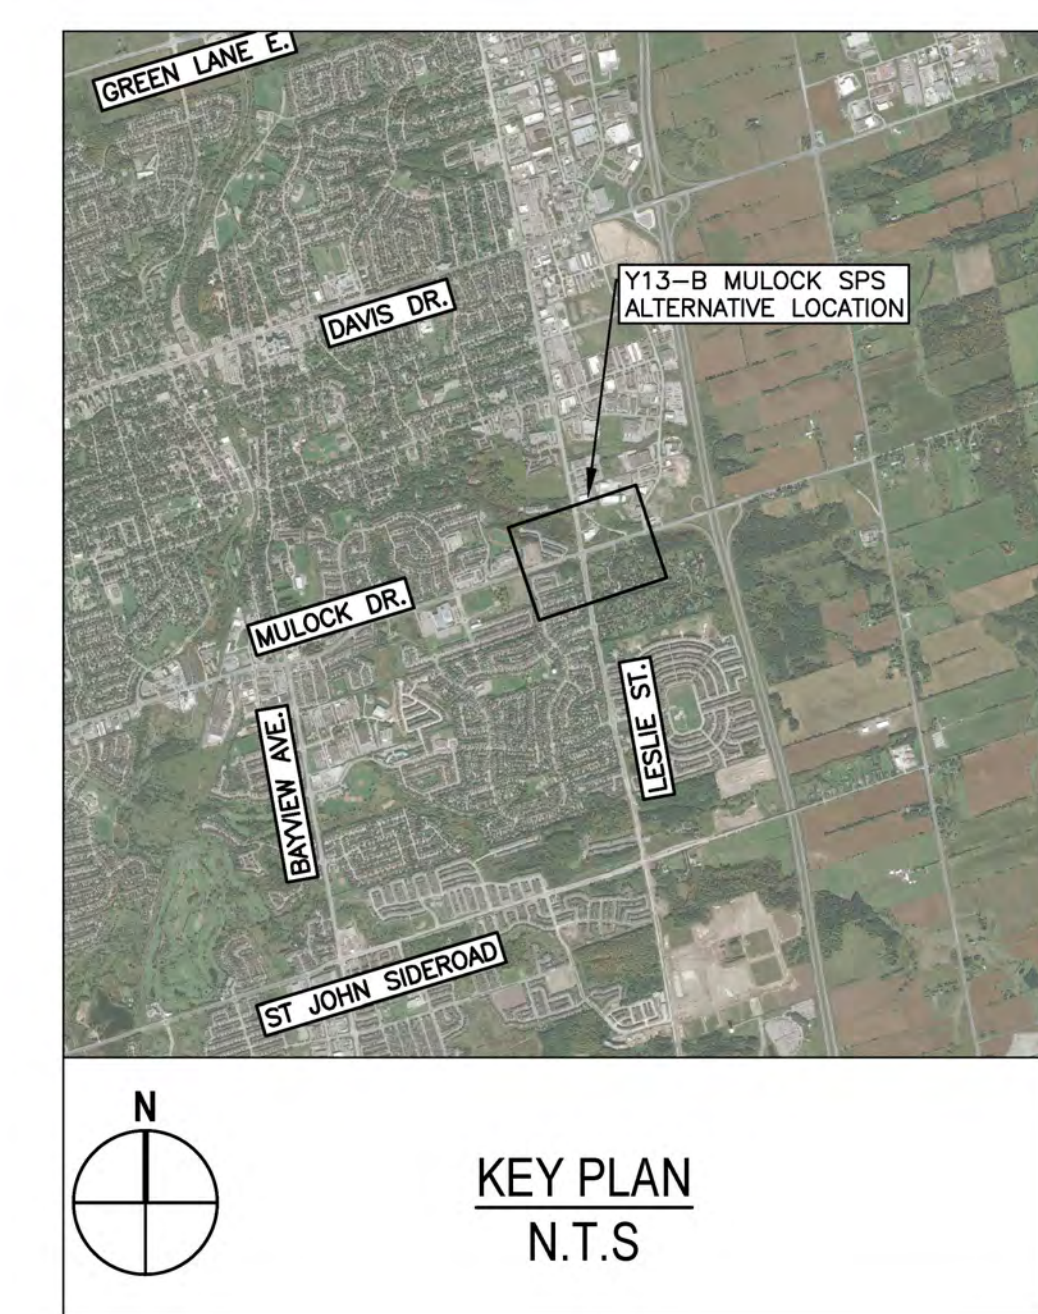 GREEN LANE E.
Y13-B MULOCK SPS
ALTERNATIVE LOCATION
DAVIS DR.
MULOCK DR.
LESLIE ST.
BAYVIEW AVE.
ST JOHN SIDEROAD
N
KEY PLAN
N.T.S